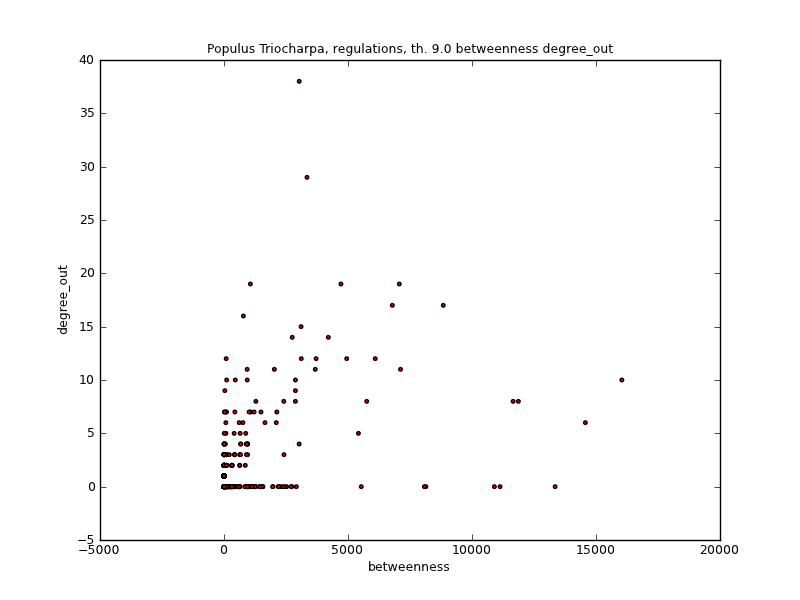 Populus Triocharpa, regulations, th. 9.0 betweenness degree_out
40
35
30
25
20
15
10
5
0
−5
−5000 0 5000 10000 15000 20000
degree_out
betweenness